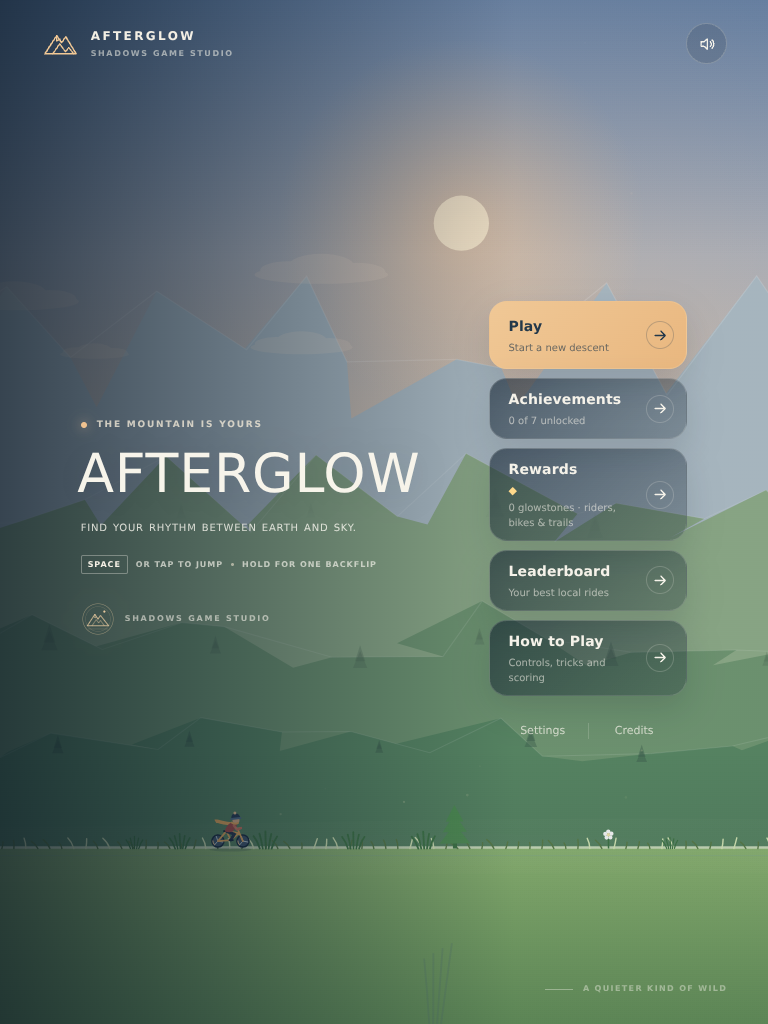 AFTERGLOW
SHADOWS GAME STUDIO
THE MOUNTAIN IS YOURS
AFTERGLOW
FIND YOUR RHYTHM BETWEEN EARTH AND SKY.
SPACE OR TAP TO JUMP • HOLD FOR ONE BACKFLIP
SHADOWS GAME STUDIO
Play
Start a new descent
Achievements
0 of 7 unlocked
Rewards
0 glowstones · riders,
bikes & trails
Leaderboard
Your best local rides
How to Play
Controls, tricks and
scoring
Settings
Credits
A QUIETER KIND OF WILD